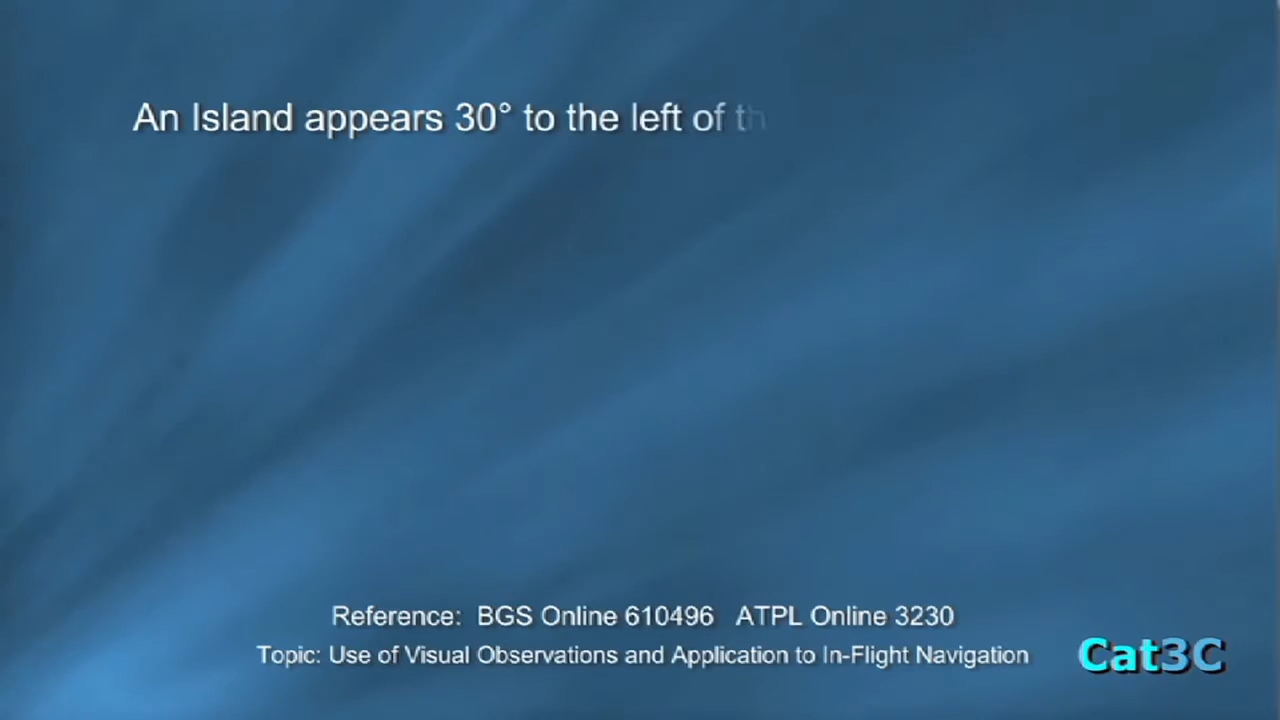 An Island appears 30° to the left of th
Reference: BGS Online 610496 ATPL Online 3230
Topic: Use of Visual Observations and Application to In-Flight Navigation
Cat3C